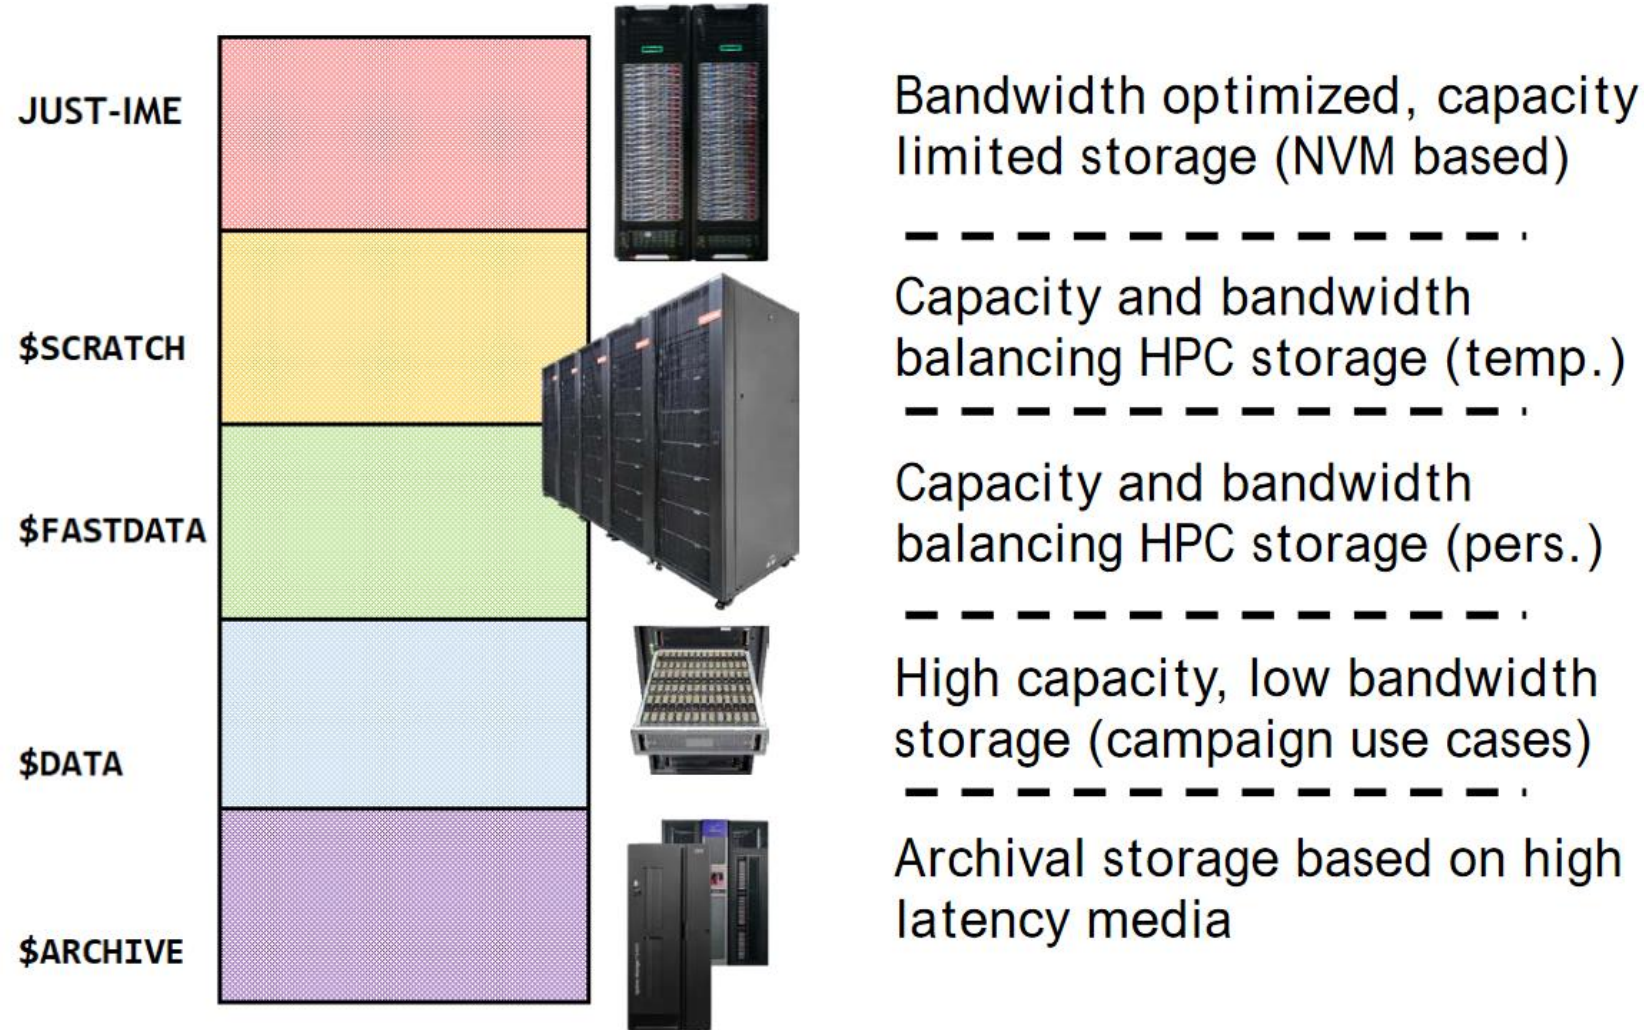 JUST-IME
Bandwidth optimized, capacity
limited storage (NVM based)
$SCRATCH
Capacity and bandwidth
balancing HPC storage (temp.)
$FASTDATA
Capacity and bandwidth
balancing HPC storage (pers.)
$DATA
High capacity, low bandwidth
storage (campaign use cases)
$ARCHIVE
Archival storage based on high
latency media